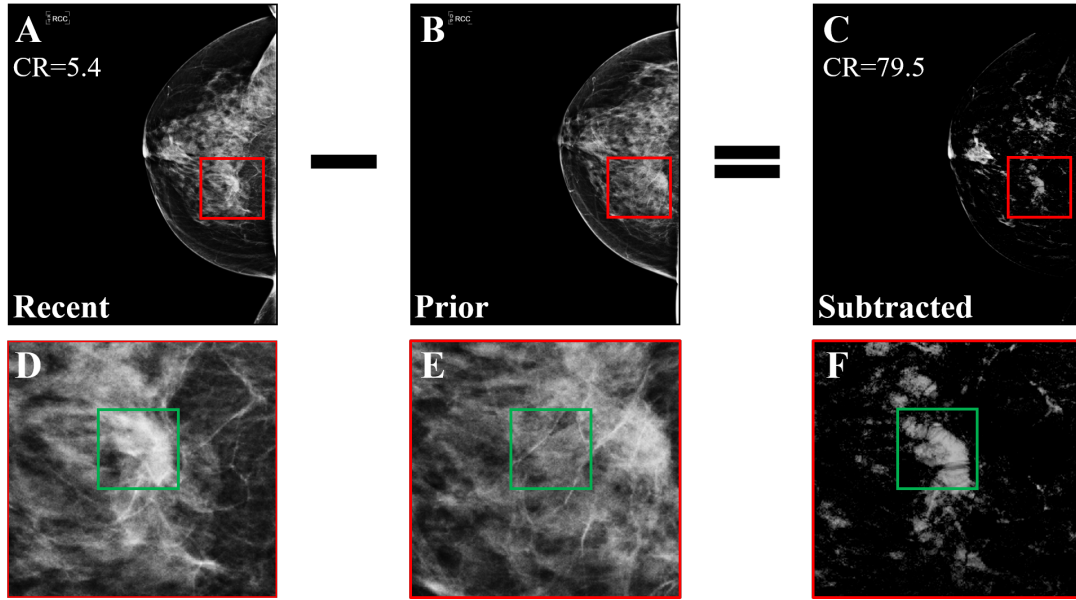 A
RCC
CR=5.4
Recent
B
RCC
Prior
C
CR=79.5
Subtracted
D
E
F